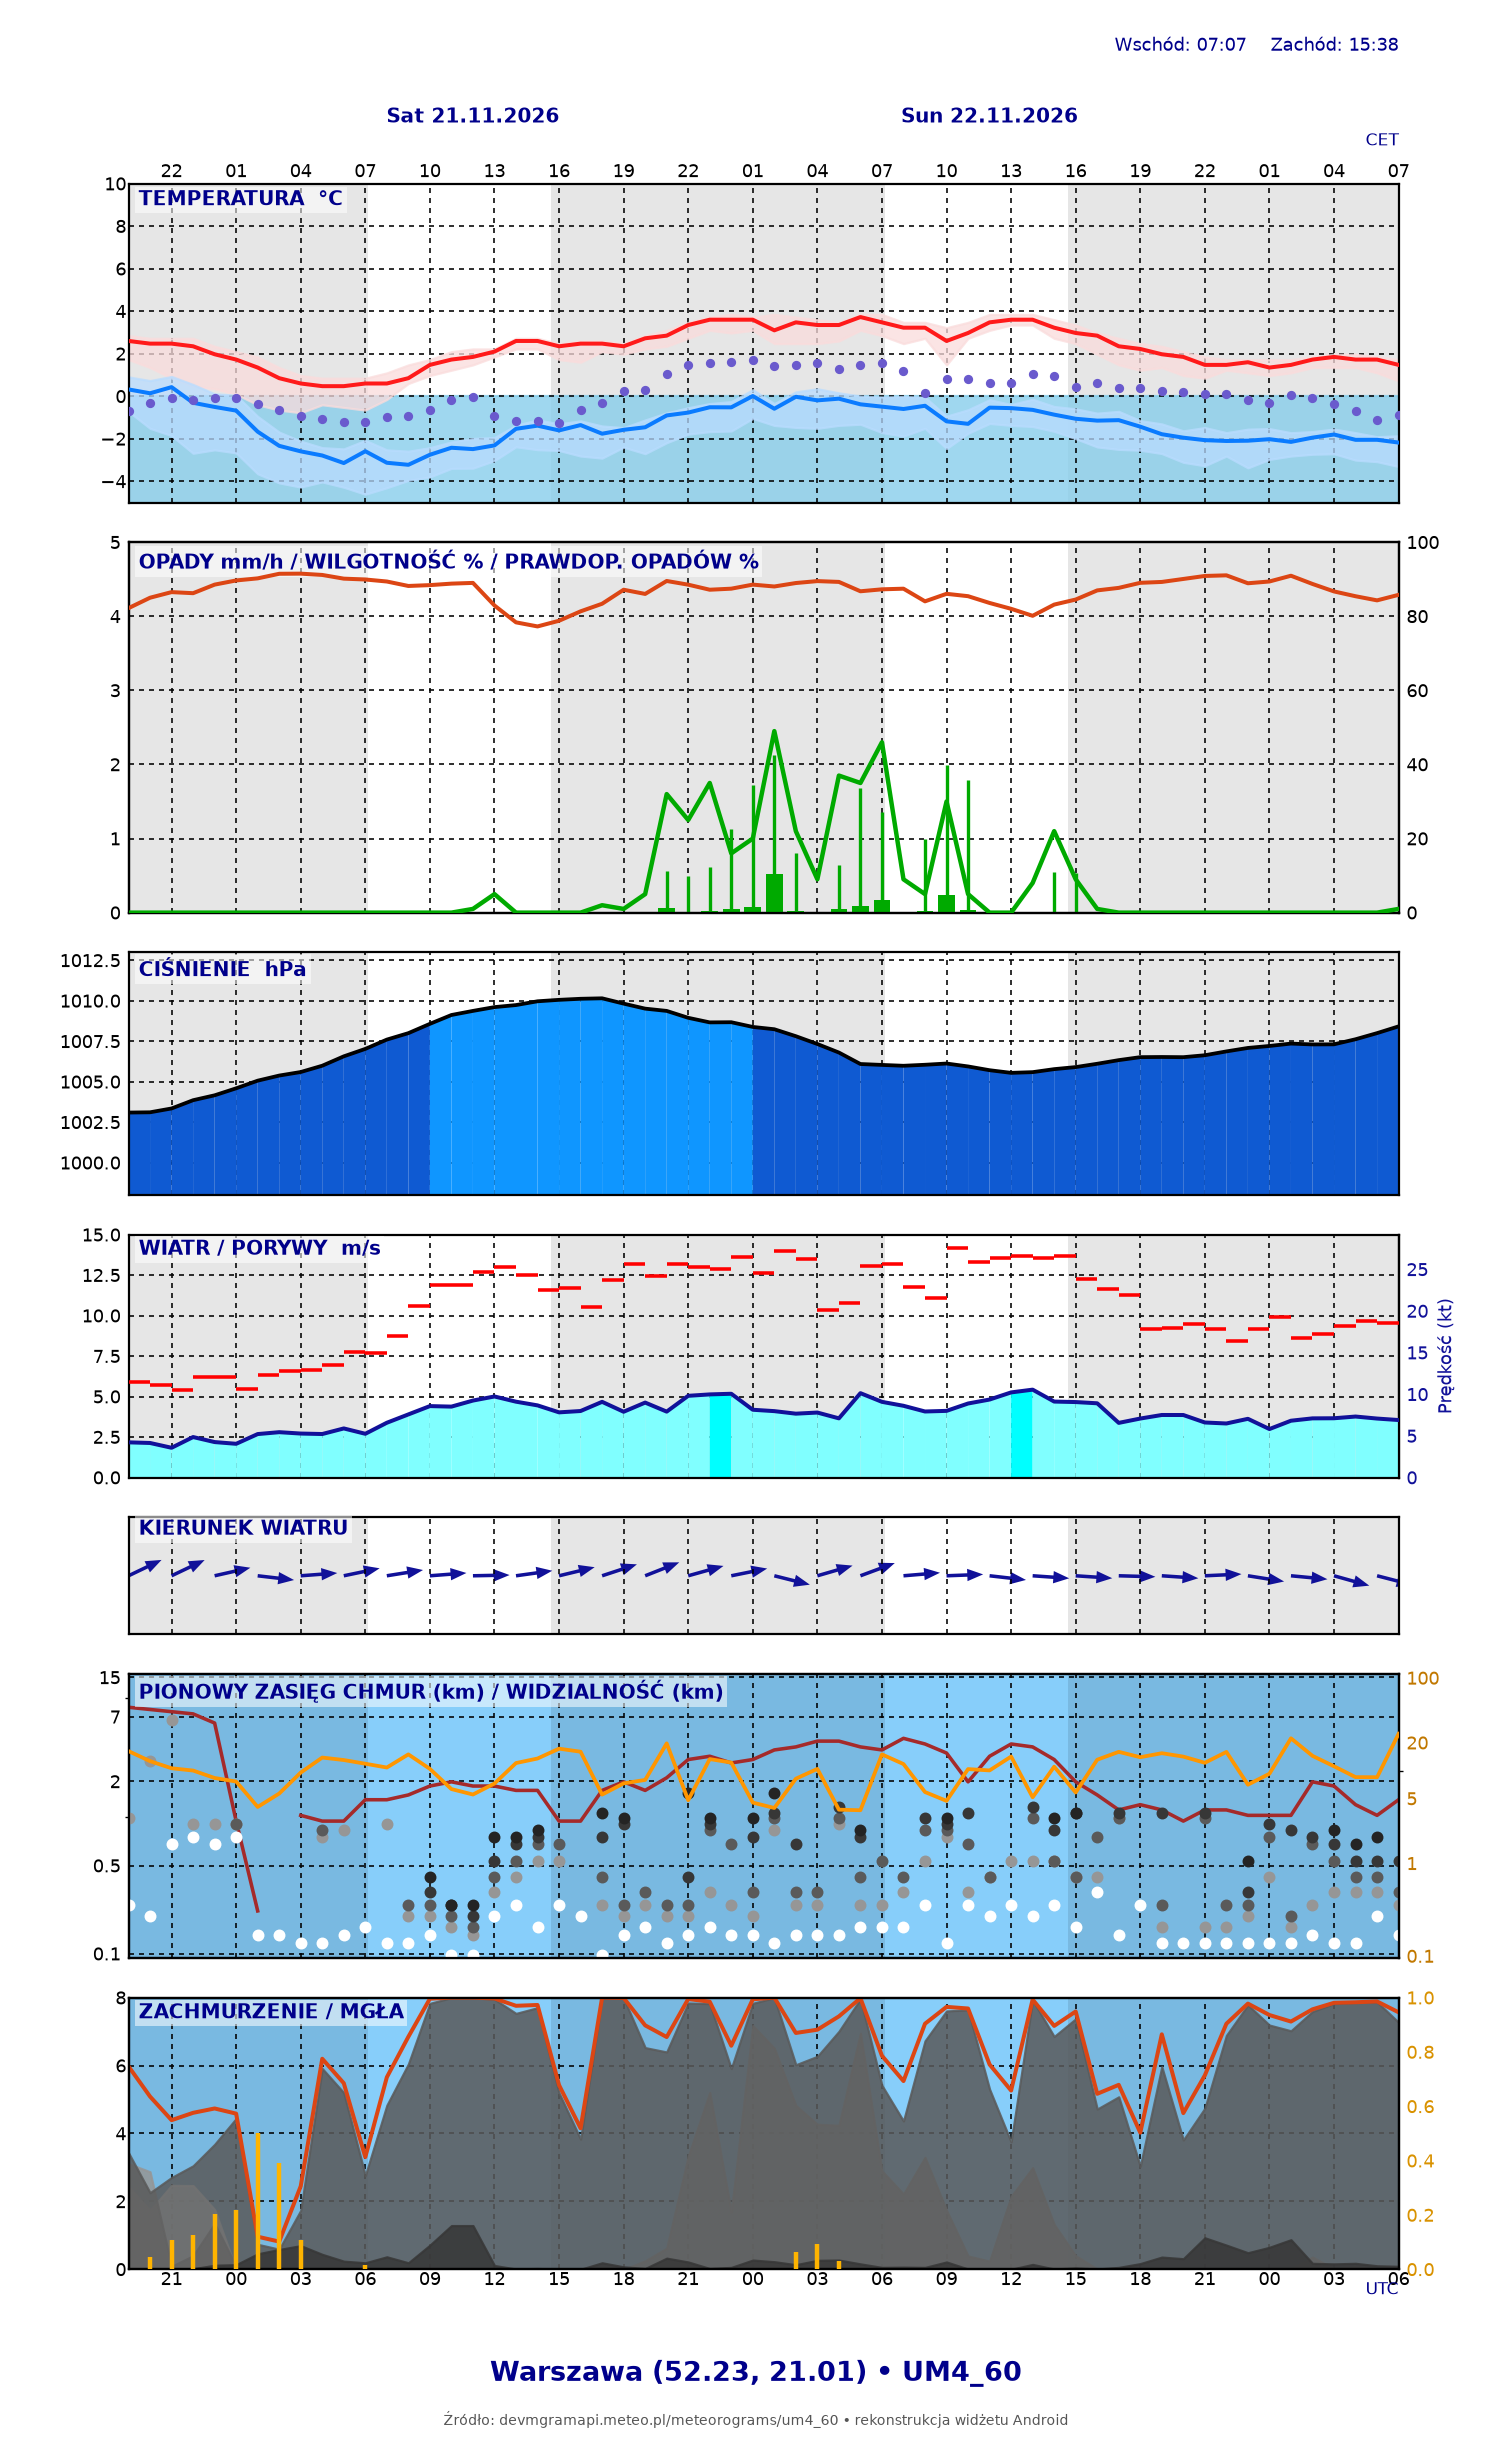 Wschód: 07:07 Zachód: 15:38
Sat 21.11.2026 Sun 22.11.2026
CET
22 01 04 07 10 13 16 19 22 01 04 07 10 13 16 19 22 01 04 07
TEMPERATURA °C
10
8
6
4
2
0
−2
−4
OPADY mm/h / WILGOTNOŚĆ % / PRAWDOP. OPADÓW %
5 100
4 80
3 60
2 40
1 20
0 0
CIŚNIENIE hPa
1012.5
1010.0
1007.5
1005.0
1002.5
1000.0
WIATR / PORYWY m/s
15.0
12.5 25
10.0 20
7.5 15
5.0 10
2.5 5
0.0 0
Prędkość (kt)
KIERUNEK WIATRU
PIONOWY ZASIĘG CHMUR (km) / WIDZIALNOŚĆ (km)
15 100
7 20
2 5
0.5 1
0.1 0.1
ZACHMURZENIE / MGŁA
8 1.0
0.8
6 0.6
4 0.4
2 0.2
0 0.0
21 00 03 06 09 12 15 18 21 00 03 06 09 12 15 18 21 00 03 06
UTC
Warszawa (52.23, 21.01) • UM4_60
Źródło: devmgramapi.meteo.pl/meteorograms/um4_60 • rekonstrukcja widżetu Android